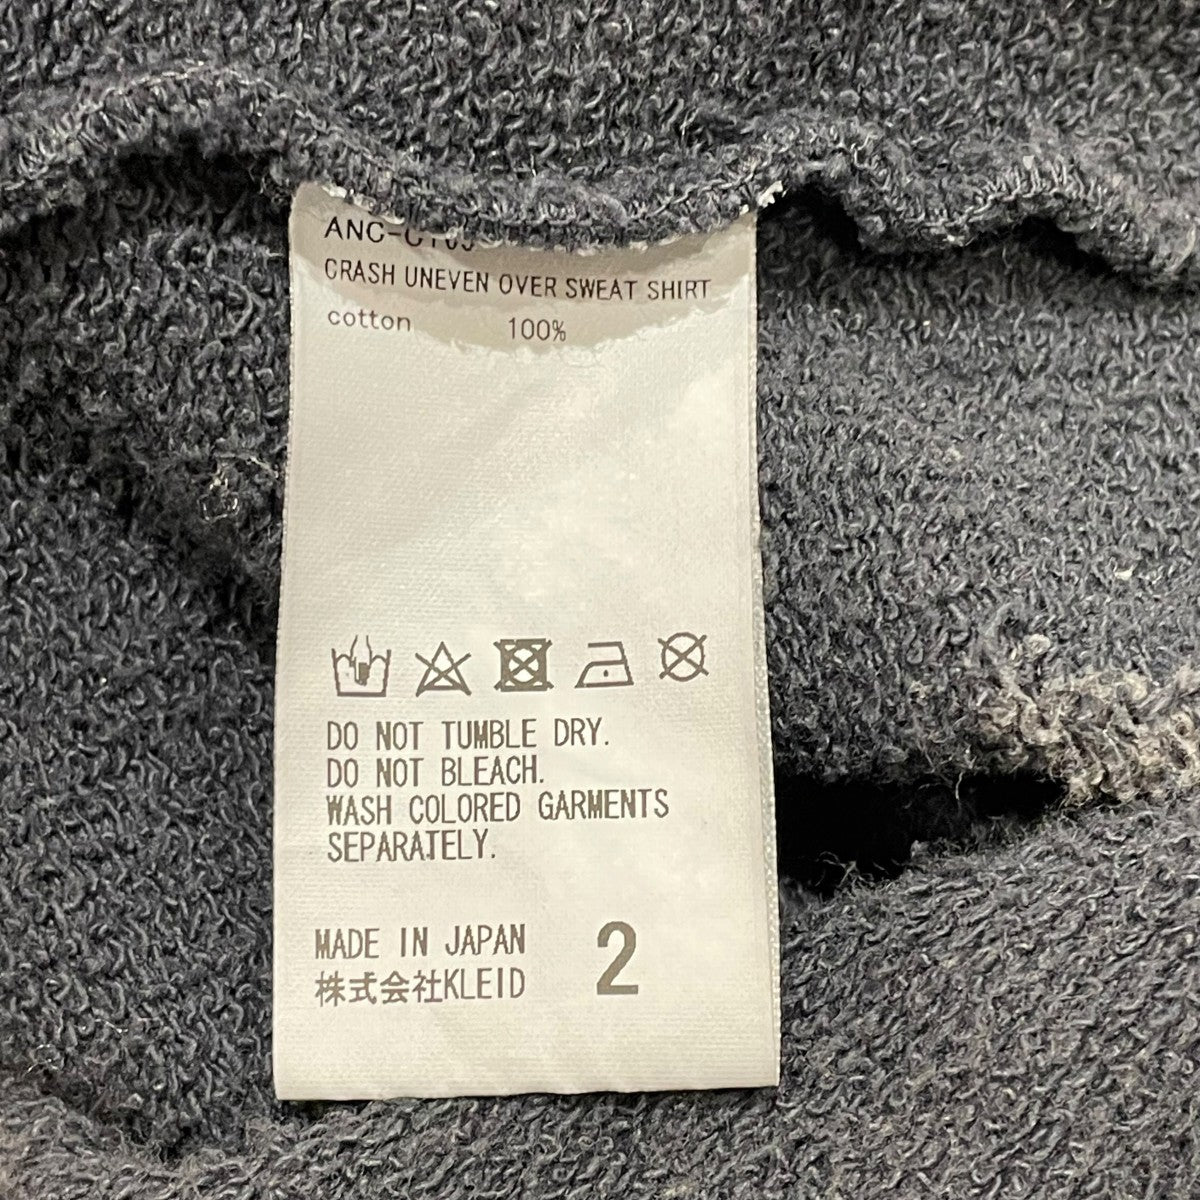 CRASH UNEVEN OVER SWEAT SHIRT
cotton 100%
DO NOT TUMBLE DRY.
DO NOT BLEACH.
WASH COLORED GARMENTS
SEPARATELY.
MADE IN JAPAN 2
株式会社KLEID